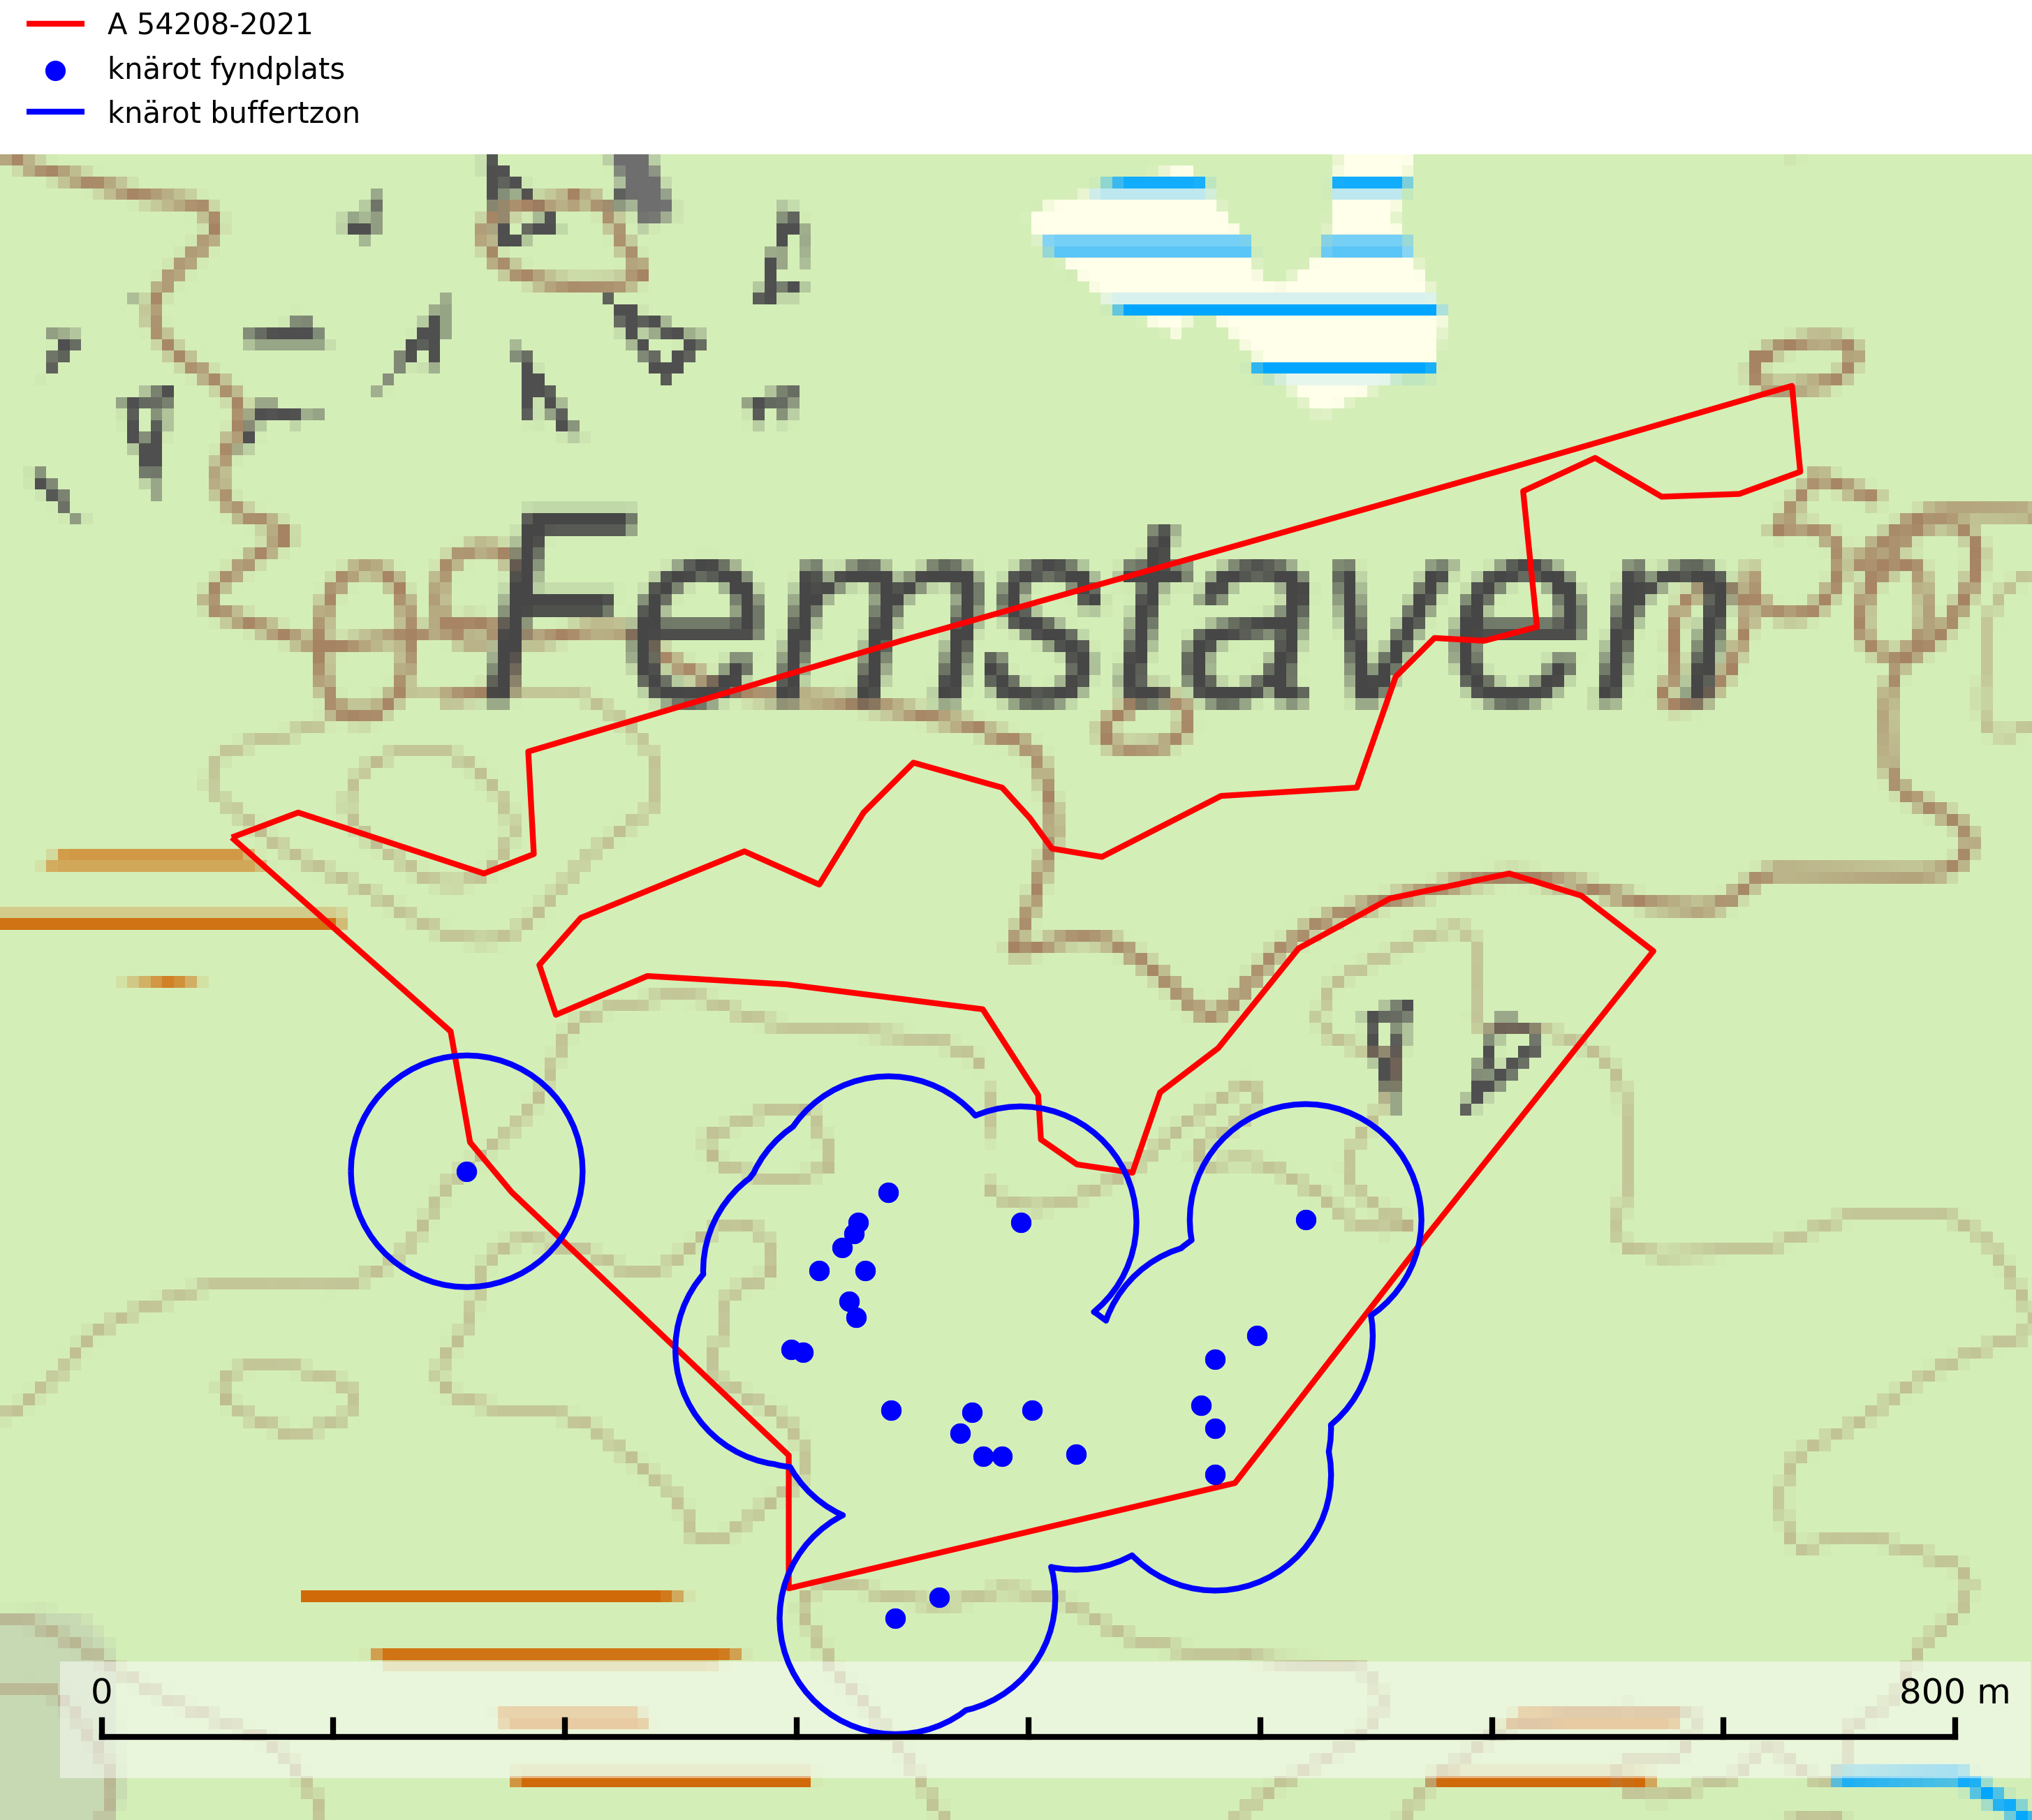 A 54208-2021
knärot fyndplats
knärot buffertzon
Femstaven
0
800 m